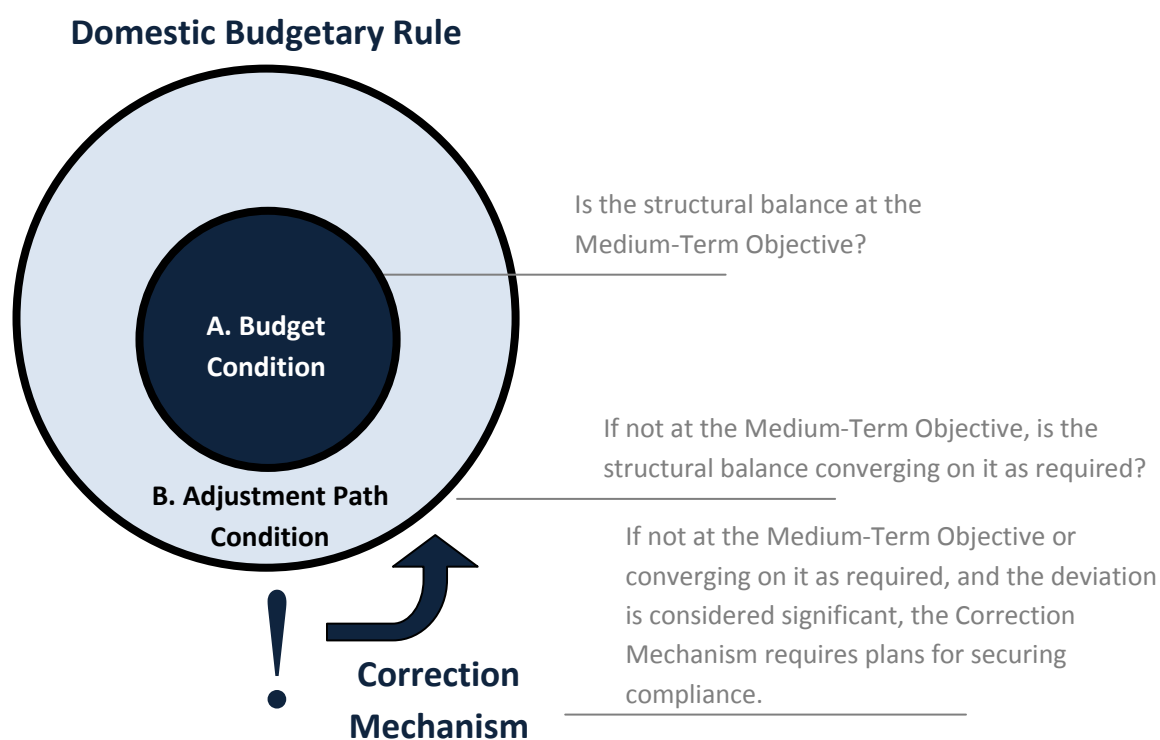 Domestic Budgetary Rule
Is the structural balance at the
Medium-Term Objective?
A. Budget
Condition
If not at the Medium-Term Objective, is the
structural balance converging on it as required?
B. Adjustment Path
Condition
If not at the Medium-Term Objective or
converging on it as required, and the deviation
is considered significant, the Correction
Mechanism requires plans for securing
compliance.
!
Correction
Mechanism